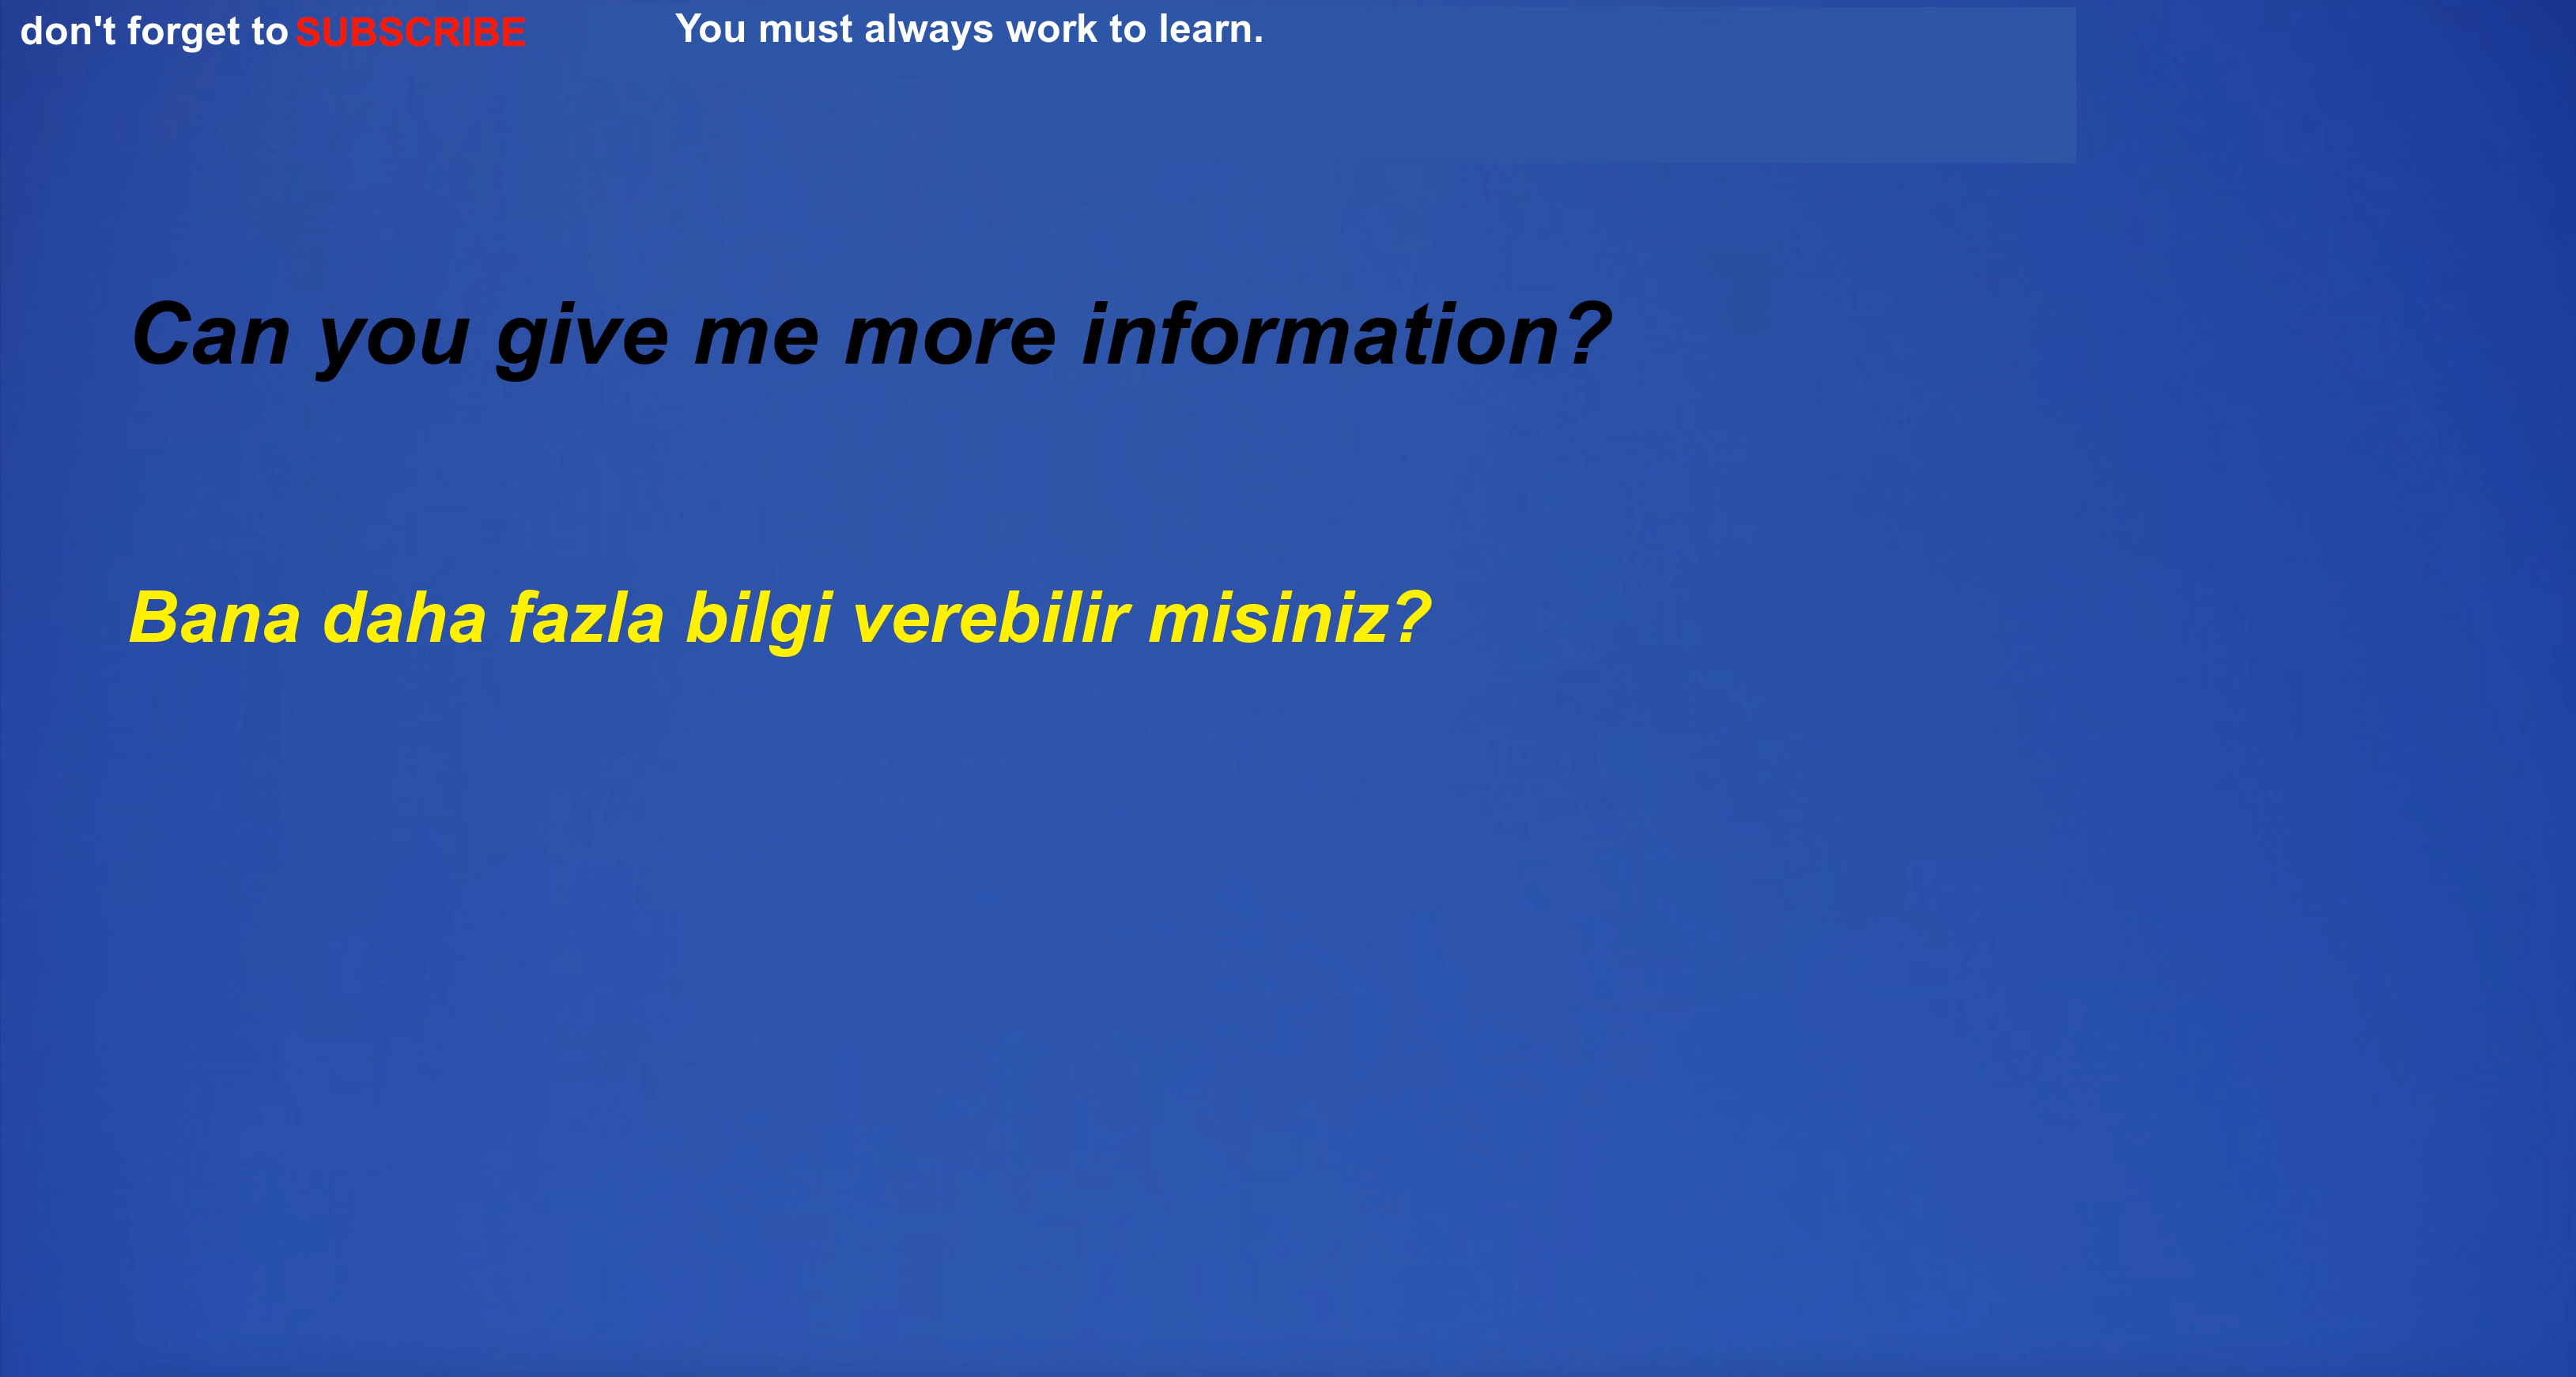 don't forget to SUBSCRIBE
You must always work to learn.
Can you give me more information?
Bana daha fazla bilgi verebilir misiniz?